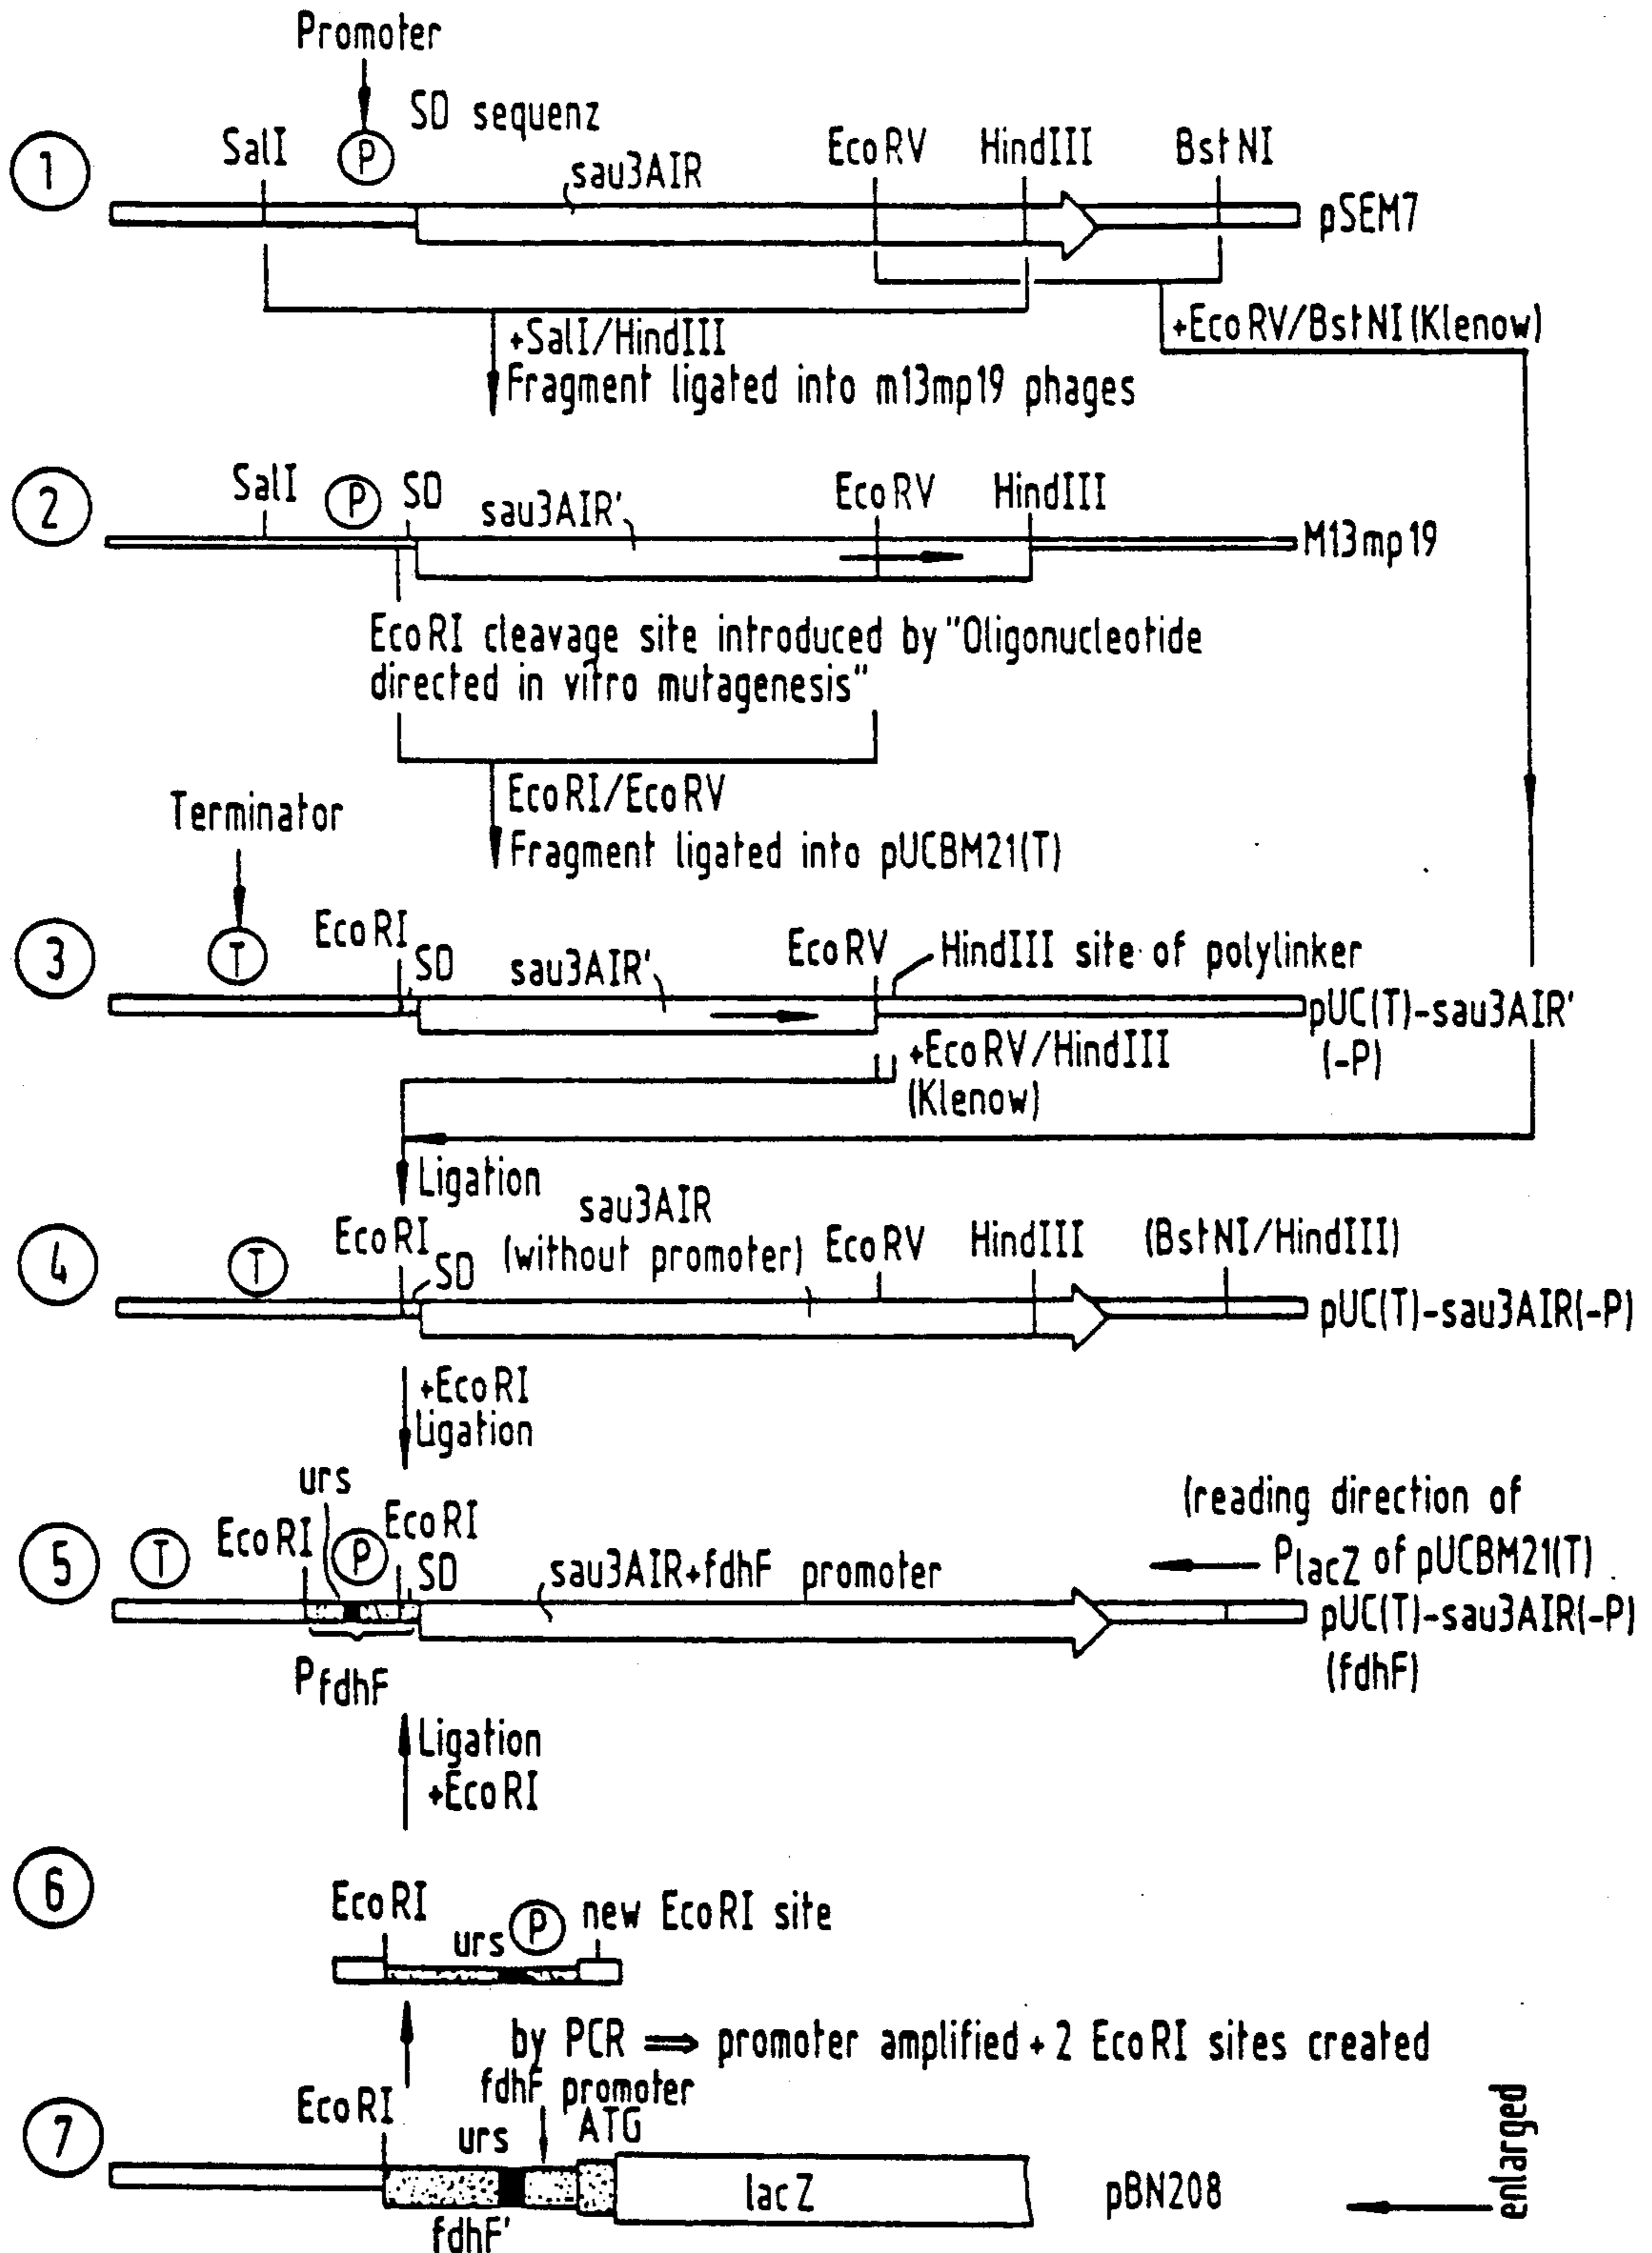 Promoter
SD sequenz
1
SalI
P
sau3AIR
EcoRV
HindIII
BstNI
pSEM7
+SalI/HindIII
Fragment ligated into m13mp19 phages
+EcoRV/BstNI(Klenow)
2
SalI
P
SD
sau3AIR'
EcoRV
HindIII
M13mp19
EcoRI cleavage site introduced by "Oligonucleotide
directed in vitro mutagenesis"
EcoRI/EcoRV
Fragment ligated into pUCBM21(T)
Terminator
3
T
EcoRI
SD
sau3AIR'
EcoRV
HindIII site of polylinker
pUC(T)-sau3AIR'
(-P)
+EcoRV/HindIII
(Klenow)
Ligation
4
T
EcoRI
SD
sau3AIR
(without promoter)
EcoRV
HindIII
(BstNI/HindIII)
pUC(T)-sau3AIR(-P)
+EcoRI
Ligation
5
T
urs
EcoRI
P
EcoRI
SD
sau3AIR+fdhF promoter
(reading direction of
PlacZ of pUCBM21(T)
pUC(T)-sau3AIR(-P)
(fdhF)
PfdhF
Ligation
+EcoRI
6
EcoRI
urs
P
new EcoRI site
by PCR ⇒ promoter amplified + 2 EcoRI sites created
7
EcoRI
fdhF promoter
urs
ATG
lacZ
fdhF'
pBN208
enlarged